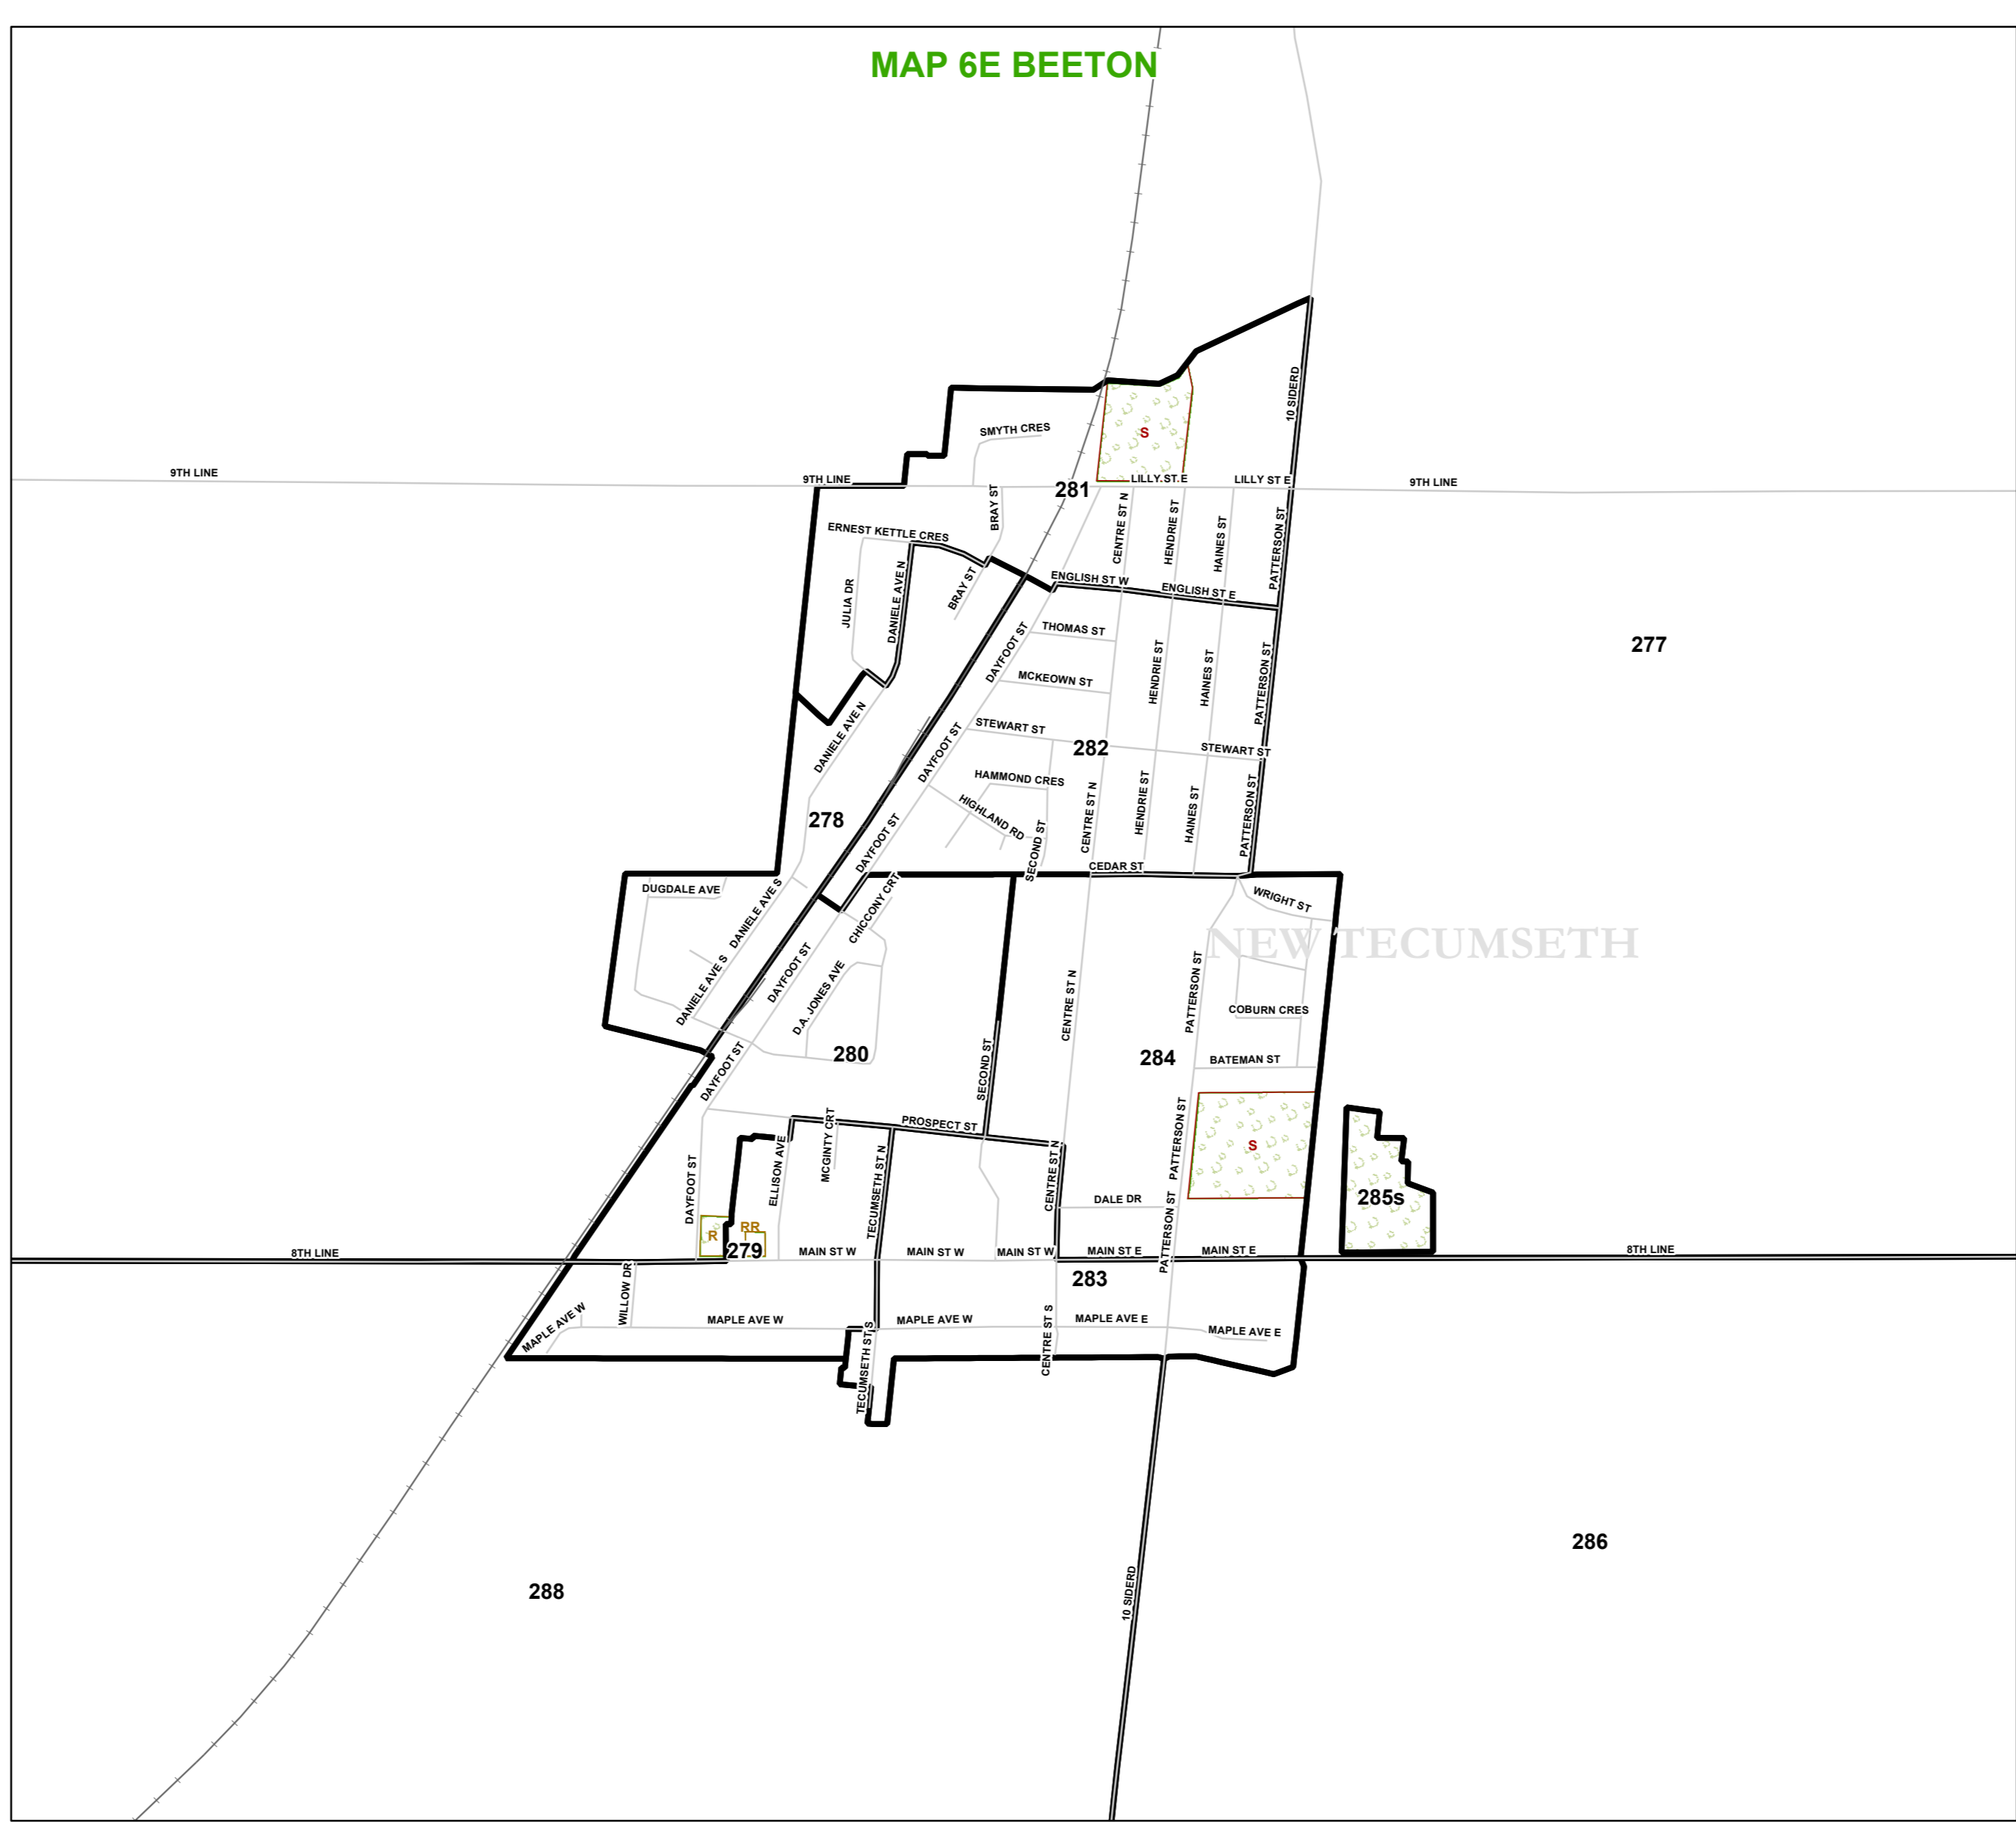 MAP 6E BEETON
10 SIDERD
SMYTH CRES
S
9TH LINE
9TH LINE
LILLY ST E
LILLY ST E
9TH LINE
281
BRAY ST
CENTRE ST N
HENDRIE ST
HAINES ST
PATTERSON ST
ERNEST KETTLE CRES
JULIA DR
DANIELE AVE N
BRAY ST
ENGLISH ST W
ENGLISH ST E
THOMAS ST
DAYFOOT ST
HENDRIE ST
HAINES ST
PATTERSON ST
277
MCKEOWN ST
DANIELE AVE N
DAYFOOT ST
STEWART ST
282
STEWART ST
HAMMOND CRES
HIGHLAND RD
278
DAYFOOT ST
SECOND ST
CENTRE ST N
HENDRIE ST
HAINES ST
PATTERSON ST
CEDAR ST
DUGDALE AVE
DANIELE AVE S
CHICCONY CRT
WRIGHT ST
NEW TECUMSETH
DANIELE AVE S
DAYFOOT ST
D.A. JONES AVE
CENTRE ST N
PATTERSON ST
COBURN CRES
280
284
BATEMAN ST
DAYFOOT ST
SECOND ST
PROSPECT ST
MCGINTY CRT
ELLISON AVE
TECUMSETH ST N
CENTRE ST N
PATTERSON ST
S
DAYFOOT ST
DALE DR
PATTERSON ST
285s
R
RR
279
8TH LINE
MAIN ST W
MAIN ST W
MAIN ST W
MAIN ST E
MAIN ST E
8TH LINE
283
WILLOW DR
MAPLE AVE W
MAPLE AVE W
MAPLE AVE W
MAPLE AVE E
MAPLE AVE E
TECUMSETH ST S
CENTRE ST S
286
288
10 SIDERD